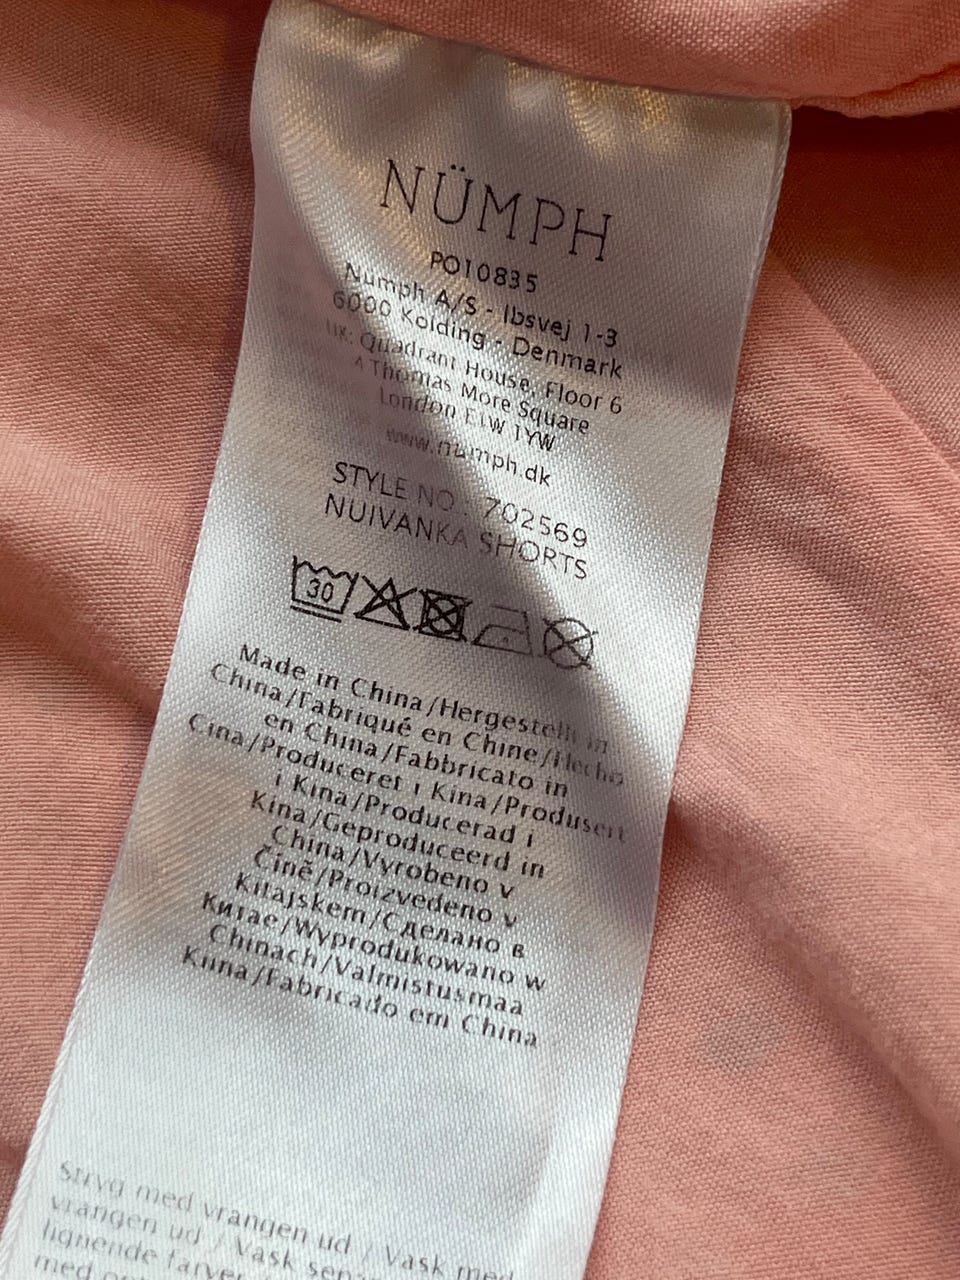 NÜMPH
PO10835
Numph A/S - Ibsvej 1-3
6000 Kolding - Denmark
UK: Quadrant House, Floor 6
4 Thomas More Square
London E1W 1YW
www.numph.dk
STYLE NO. 702569
NUIVANKA SHORTS
30
Made in China/Hergestellt in
China/Fabriqué en Chine/Hecho
en China/Fabbricato in
Cina/Produceret i Kina/Produsert
i Kina/Producerad i
Kina/Geproduceerd in
China/Vyrobeno v
Číně/Proizvedeno v
Kitajskem/Сделано в
Китае/Wyprodukowano w
Chinach/Valmistusmaa
Kiina/Fabricado em China
Stryg med vrangen ud / Vask med
vrangen ud / Vask
lignende farver
med